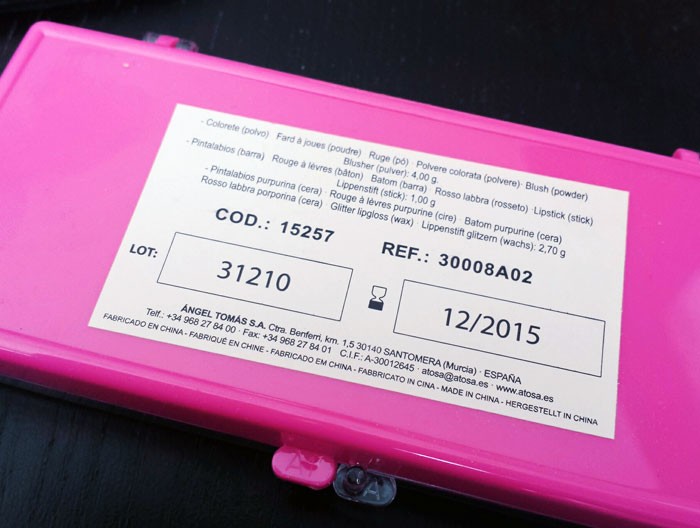 - Colorete (polvo) Fard à joues (poudre) Ruge (pó) · Polvere colorata (polvere) · Blush (powder)
Blusher (pulver): 4,00 g.
- Pintalabios (barra) · Rouge à lévres (bâton) Batom (barra) · Rosso labbra (rosseto) · Lipstick (stick)
Lippenstift (stick): 1,00 g
- Pintalabios purpurina (cera) · Rouge à lévres purpurine (cire) · Batom purpurine (cera)
Rosso labbra porporina (cera) · Glitter lipgloss (wax) · Lippenstift glitzern (wachs): 2,70 g
COD.: 15257 REF.: 30008A02
LOT: 31210 12/2015
ÁNGEL TOMÁS S.A. Ctra. Benferri, km. 1,5 30140 SANTOMERA (Murcia) · ESPAÑA
Telf.: +34 968 27 84 00 · Fax: +34 968 27 84 01 C.I.F.: A-30012645 · atosa@atosa.es · www.atosa.es
FABRICADO EN CHINA - FABRIQUÉ EN CHINE - FABRICADO EM CHINA - FABBRICATO IN CINA - MADE IN CHINA - HERGESTELLT IN CHINA